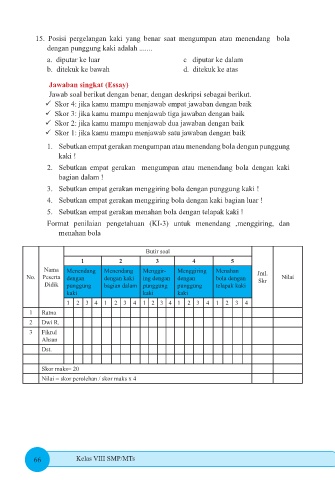 15. Posisi pergelangan kaki yang benar saat mengumpan atau menendang bola
dengan punggung kaki adalah .......
a. diputar ke luar c diputar ke dalam
b. ditekuk ke bawah d. ditekuk ke atas
Jawaban singkat (Essay)
Jawab soal berikut dengan benar, dengan deskripsi sebagai berikut.
✓ Skor 4: jika kamu mampu menjawab empat jawaban dengan baik
✓ Skor 3: jika kamu mampu menjawab tiga jawaban dengan baik
✓ Skor 2: jika kamu mampu menjawab dua jawaban dengan baik
✓ Skor 1: jika kamu mampu menjawab satu jawaban dengan baik
1. Sebutkan empat gerakan mengumpan atau menendang bola dengan punggung
kaki !
2. Sebutkan empat gerakan mengumpan atau menendang bola dengan kaki
bagian dalam !
3. Sebutkan empat gerakan menggiring bola dengan punggung kaki !
4. Sebutkan empat gerakan menggiring bola dengan kaki bagian luar !
5. Sebutkan empat gerakan menahan bola dengan telapak kaki !
Format penilaian pengetahuan (KI-3) untuk menendang ,menggiring, dan
menahan bola
No. Nama Peserta Didik Butir soal Jml. Skr Nilai
1 2 3 4 5
Menendang dengan punggung kaki Menendang dengan kaki bagian dalam Menggiring dengan punggung kaki Menggiring dengan punggung kaki Menahan bola dengan telapak kaki
1 2 3 4 1 2 3 4 1 2 3 4 1 2 3 4 1 2 3 4
1 Ratna
2 Dwi R.
3 Fikrul
Ahsan
Dst.
Skor maks= 20
Nilai = skor perolehan / skor maks x 4
66 Kelas VIII SMP/MTs